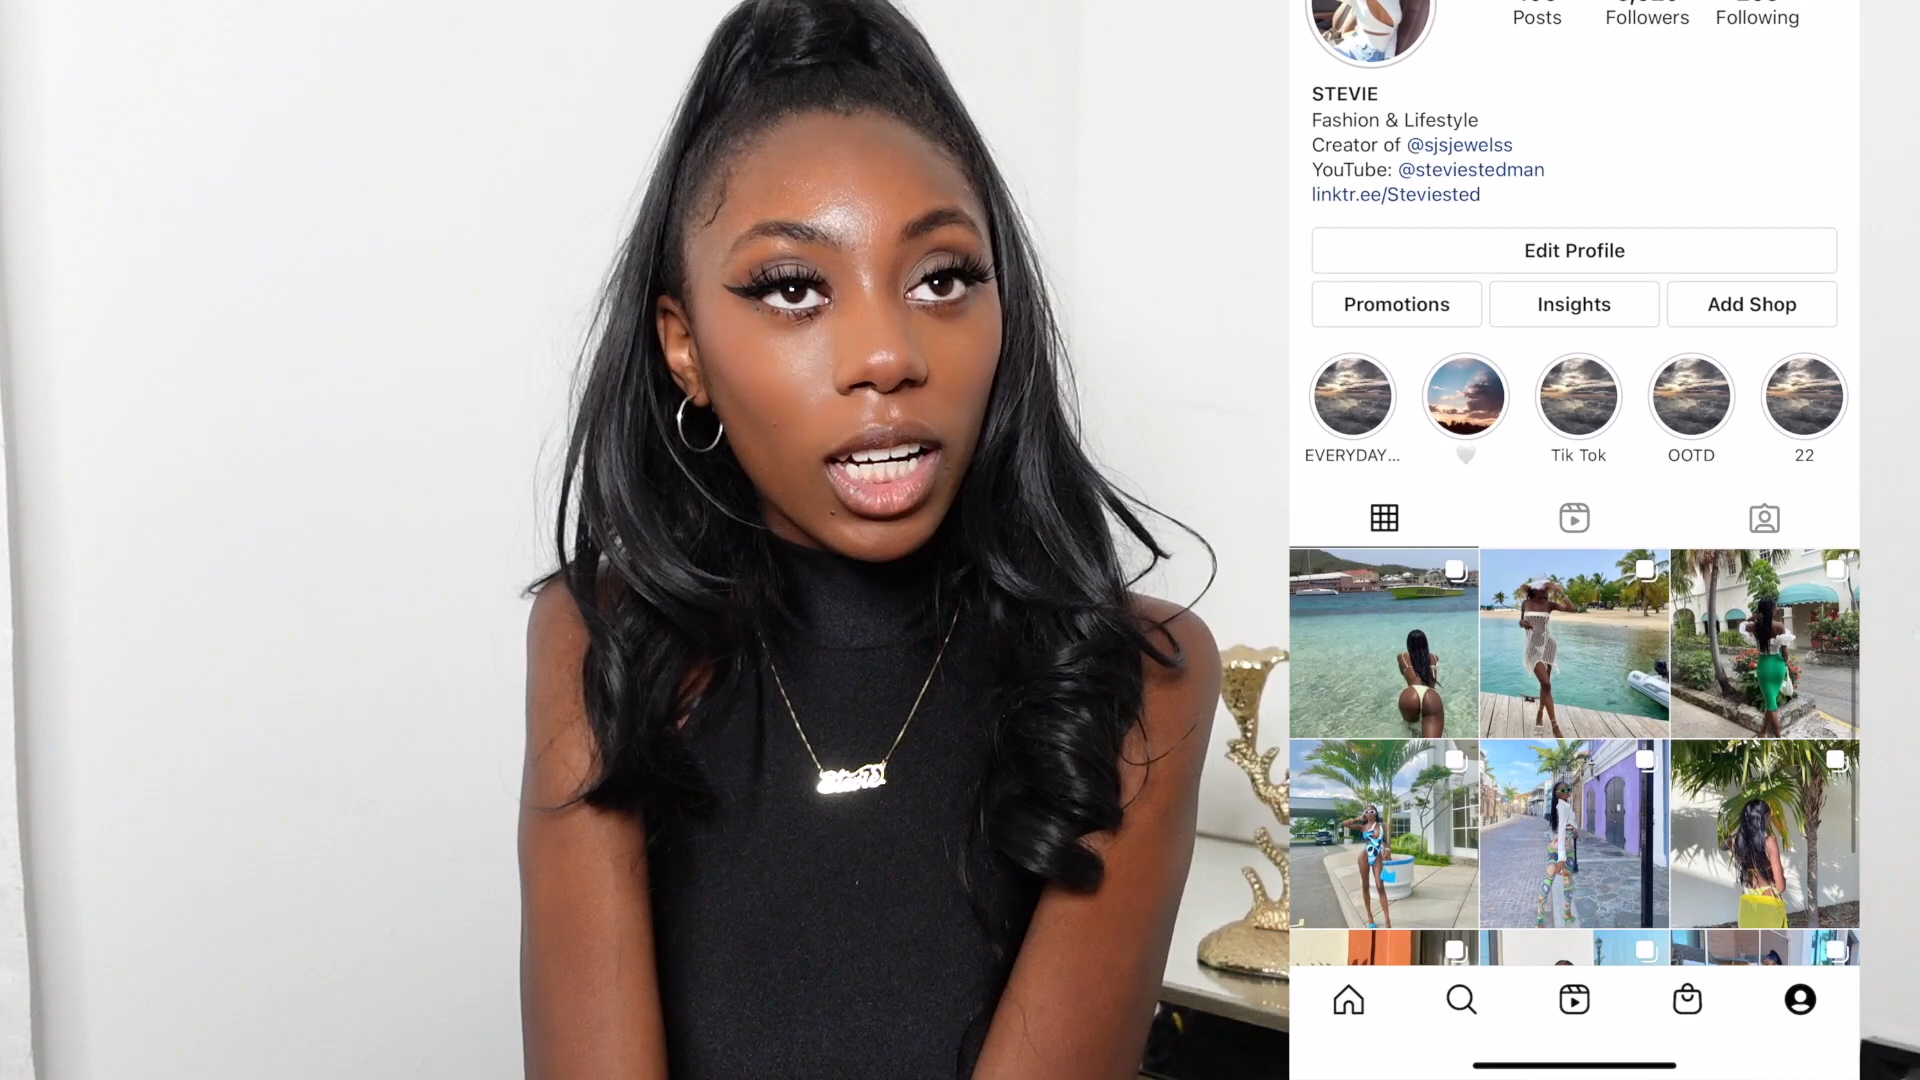 Posts Followers Following
STEVIE
Fashion & Lifestyle
Creator of @sjsjewelss
YouTube: @steviestedman
linktr.ee/Steviested
Edit Profile
Promotions Insights Add Shop
EVERYDAY... Tik Tok OOTD 22